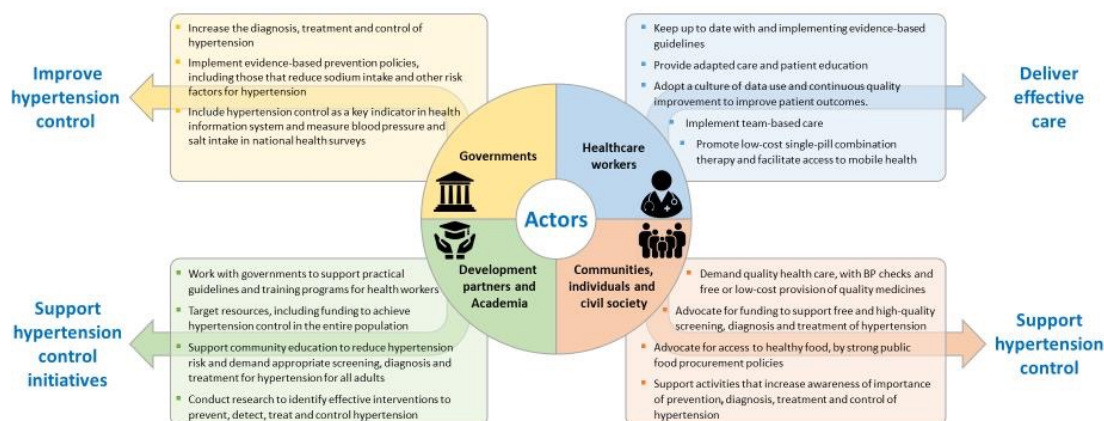 Improve
hypertension
control
Increase the diagnosis, treatment and control of
hypertension
Implement evidence-based prevention policies,
including those that reduce sodium intake and other risk
factors for hypertension
Include hypertension control as a key indicator in health
information system and measure blood pressure and
salt intake in national health surveys
Governments
Keep up to date with and implementing evidence-based
guidelines
Provide adapted care and patient education
Adopt a culture of data use and continuous quality
improvement to improve patient outcomes.
Implement team-based care
Promote low-cost single-pill combination
therapy and facilitate access to mobile health
Healthcare
workers
Deliver
effective
care
Actors
Support
hypertension
control
initiatives
Work with governments to support practical
guidelines and training programs for health workers
Target resources, including funding to achieve
hypertension control in the entire population
Support community education to reduce hypertension
risk and demand appropriate screening, diagnosis and
treatment for hypertension for all adults
Conduct research to identify effective interventions to
prevent, detect, treat and control hypertension
Development
partners and
Academia
Communities,
individuals and
civil society
Demand quality health care, with BP checks and
free or low-cost provision of quality medicines
Advocate for funding to support free and high-quality
screening, diagnosis and treatment of hypertension
Advocate for access to healthy food, by strong public
food procurement policies
Support activities that increase awareness of importance
of prevention, diagnosis, treatment and control of
hypertension
Support
hypertension
control